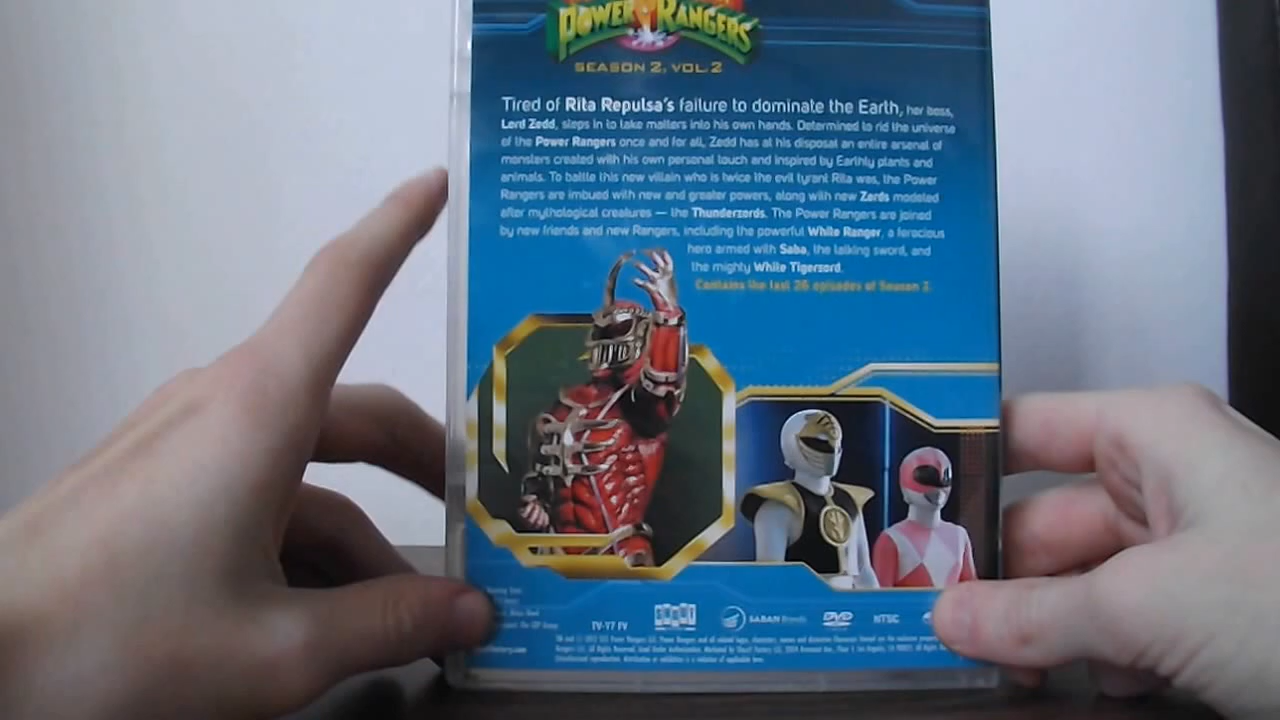 POWER RANGERS
SEASON 2, VOL. 2
Tired of Rita Repulsa's failure to dominate the Earth, her boss,
Lord Zedd, steps in to take matters into his own hands. Determined to rid the universe
of the Power Rangers once and for all, Zedd has at his disposal an entire arsenal of
monsters created with his own personal touch and inspired by Earthly plants and
animals. To battle this new villain who is twice the evil tyrant Rita was, the Power
Rangers are imbued with new and greater powers, along with new Zords modeled
after mythological creatures — the Thunderzords. The Power Rangers are joined
by new friends and new Rangers, including the powerful White Ranger, a ferocious
hero armed with Saba, the talking sword, and
the mighty White Tigerzord.
Contains the last 26 episodes of Season 2.
TV-Y7 FV
SHOUT
SABAN Brands
DVD
NTSC